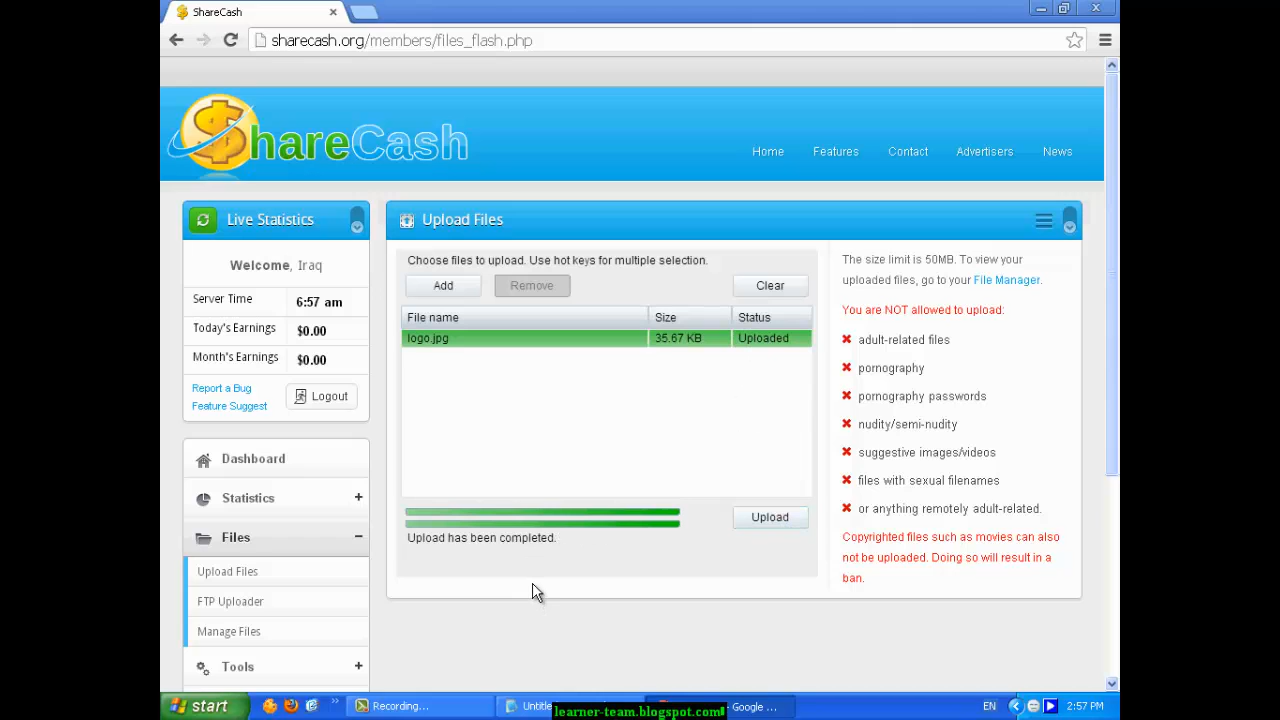 ShareCash
sharecash.org/members/files_flash.php
$hareCash
Home Features Contact Advertisers News
Live Statistics
Welcome, Iraq
Server Time 6:57 am
Today's Earnings $0.00
Month's Earnings $0.00
Report a Bug
Feature Suggest
Logout
Dashboard
Statistics +
Files −
Upload Files
FTP Uploader
Manage Files
Tools +
Upload Files
Choose files to upload. Use hot keys for multiple selection.
Add Remove Clear
File name Size Status
logo.jpg 35.67 KB Uploaded
Upload has been completed.
Upload
The size limit is 50MB. To view your
uploaded files, go to your File Manager.
You are NOT allowed to upload:
adult-related files
pornography
pornography passwords
nudity/semi-nudity
suggestive images/videos
files with sexual filenames
or anything remotely adult-related.
Copyrighted files such as movies can also
not be uploaded. Doing so will result in a
ban.
start Recording... - Google ... EN 2:57 PM
learner-team.blogspot.com